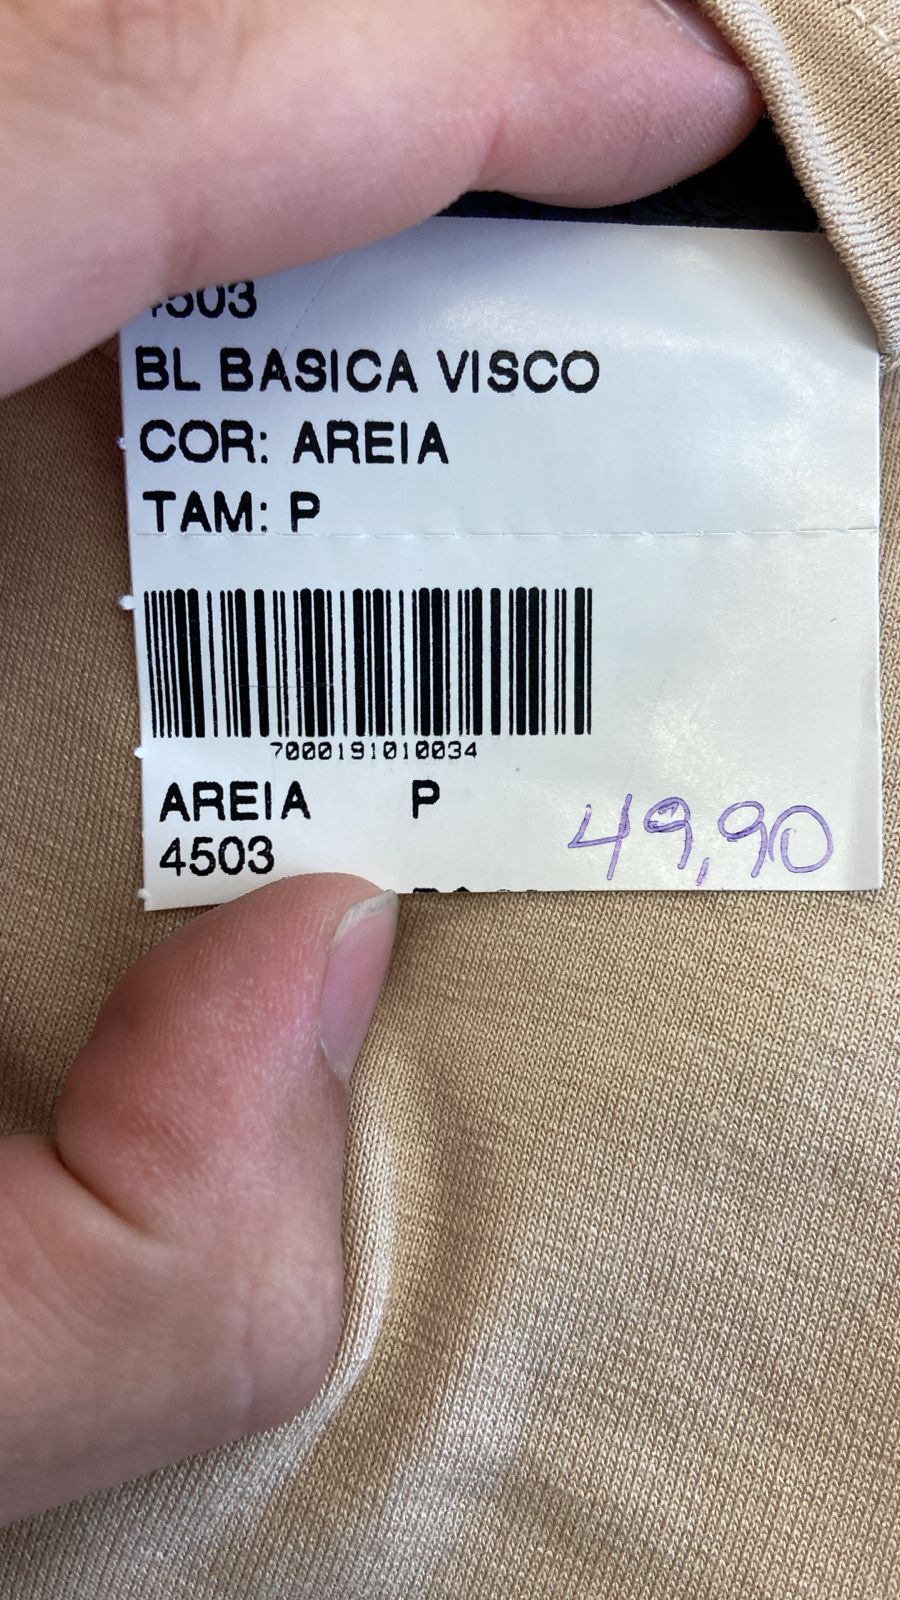 4503
BL BASICA VISCO
COR: AREIA
TAM: P
7000191010034
AREIA P
4503
49,90